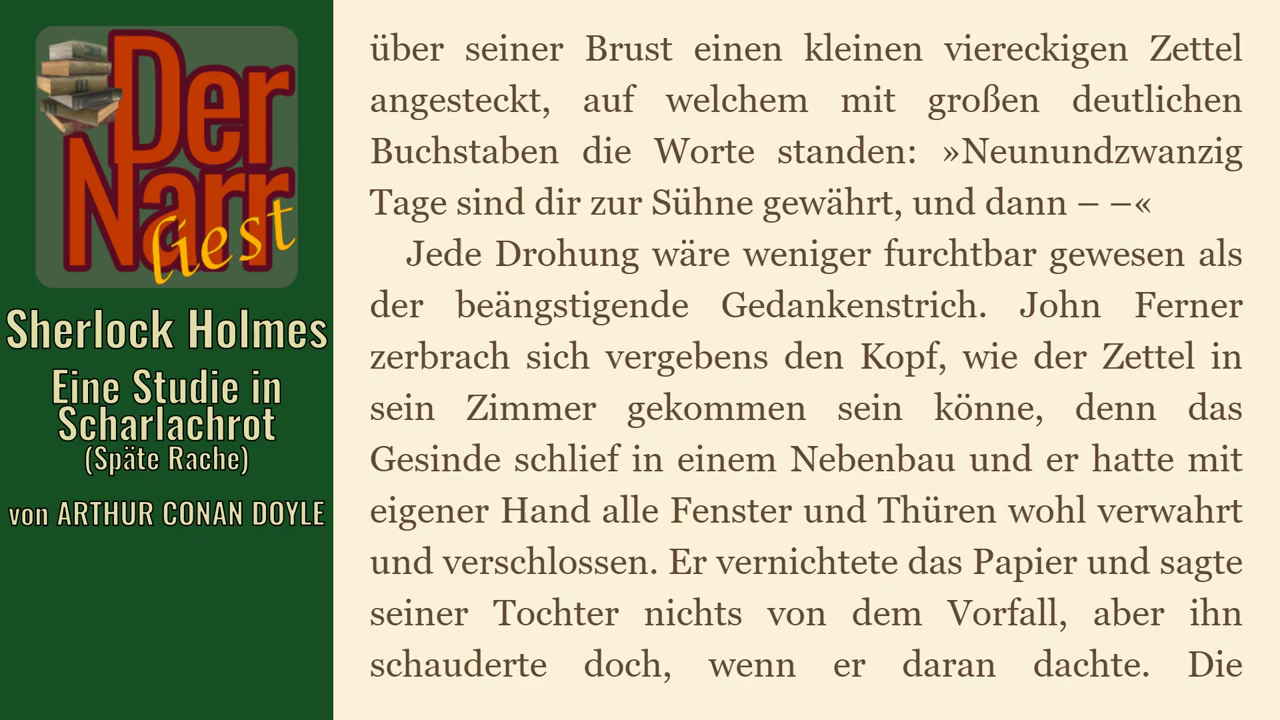 Der
Narr
liest
Sherlock Holmes
Eine Studie in
Scharlachrot
(Späte Rache)
von ARTHUR CONAN DOYLE
über seiner Brust einen kleinen viereckigen Zettel
angesteckt, auf welchem mit großen deutlichen
Buchstaben die Worte standen: »Neunundzwanzig
Tage sind dir zur Sühne gewährt, und dann – –«
Jede Drohung wäre weniger furchtbar gewesen als
der beängstigende Gedankenstrich. John Ferner
zerbrach sich vergebens den Kopf, wie der Zettel in
sein Zimmer gekommen sein könne, denn das
Gesinde schlief in einem Nebenbau und er hatte mit
eigener Hand alle Fenster und Thüren wohl verwahrt
und verschlossen. Er vernichtete das Papier und sagte
seiner Tochter nichts von dem Vorfall, aber ihn
schauderte doch, wenn er daran dachte. Die